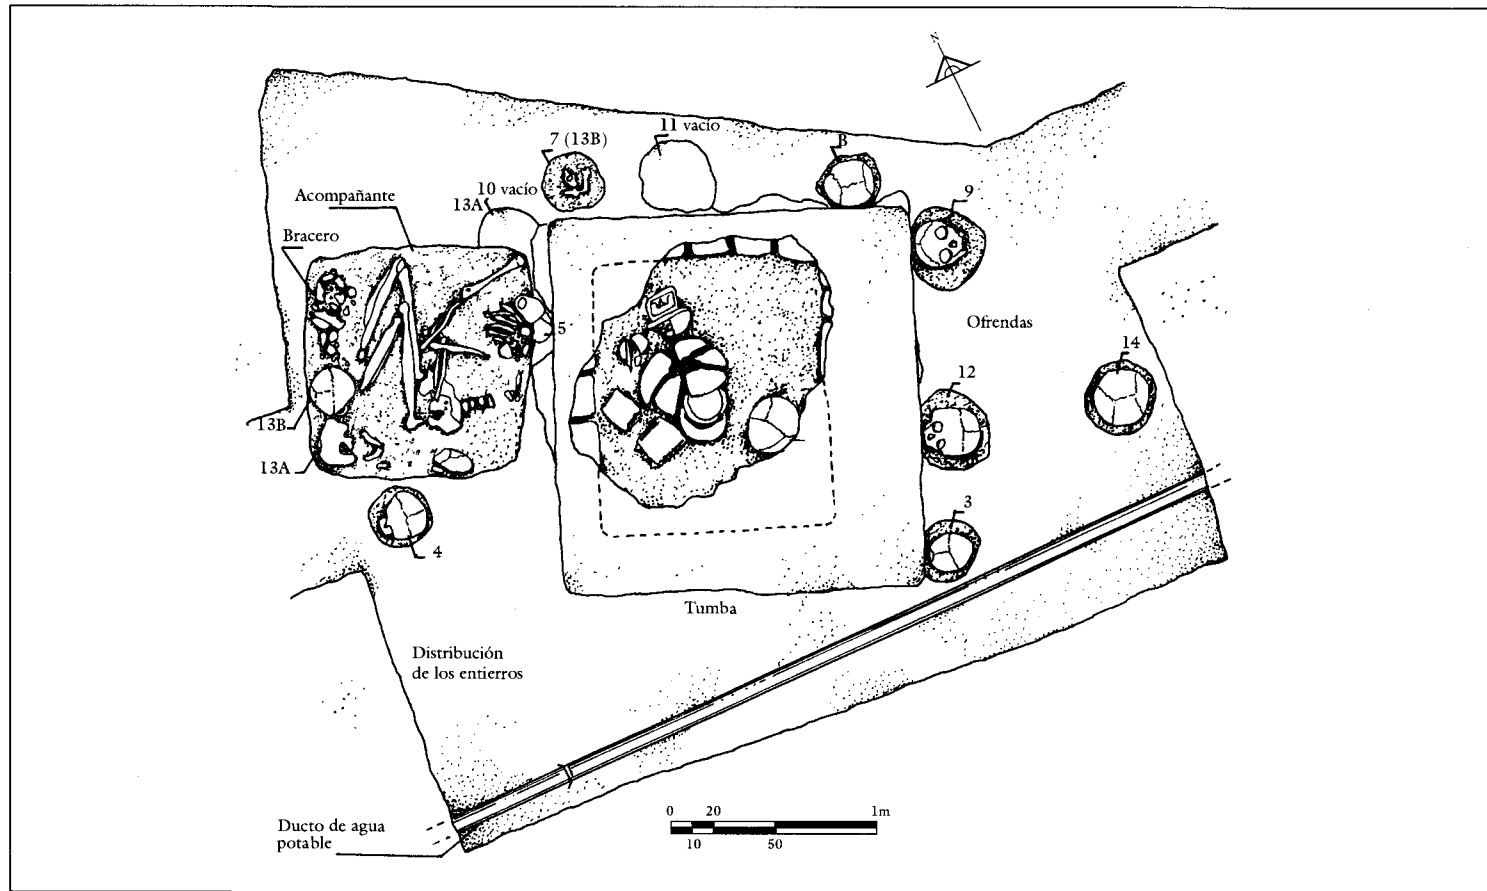 N
11 vacío
7 (13B)
B
10 vacío
13A
9
Acompañante
Bracero
5
Ofrendas
14
12
13B
13A
3
4
Tumba
Distribución
de los entierros
0 20 1m
10 50
Ducto de agua
potable